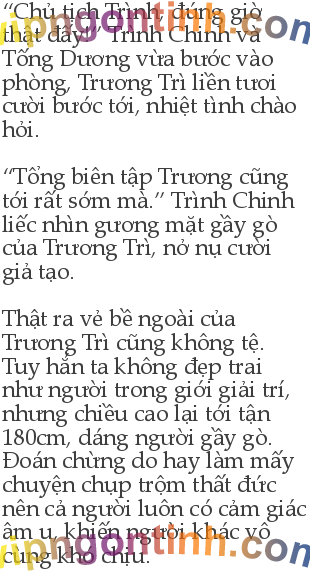 “Chủ tịch Trình, đúng giờ
thật đấy!” Trình Chinh và
Tống Dương vừa bước vào
phòng, Trương Trì liền tươi
cười bước tới, nhiệt tình chào
hỏi.
“Tổng biên tập Trương cũng
tới rất sớm mà.” Trình Chinh
liếc nhìn gương mặt gầy gò
của Trương Trì, nở nụ cười
giả tạo.
Thật ra vẻ bề ngoài của
Trương Trì cũng không tệ.
Tuy hắn ta không đẹp trai
như người trong giới giải trí,
nhưng chiều cao lại tới tận
180cm, dáng người gầy gò.
Đoán chừng do hay làm mấy
chuyện chụp trộm thất đức
nên cả người luôn có cảm giác
âm u, khiến người khác vô
cùng khó chịu.
vipngontinh.com
vipngontinh.com